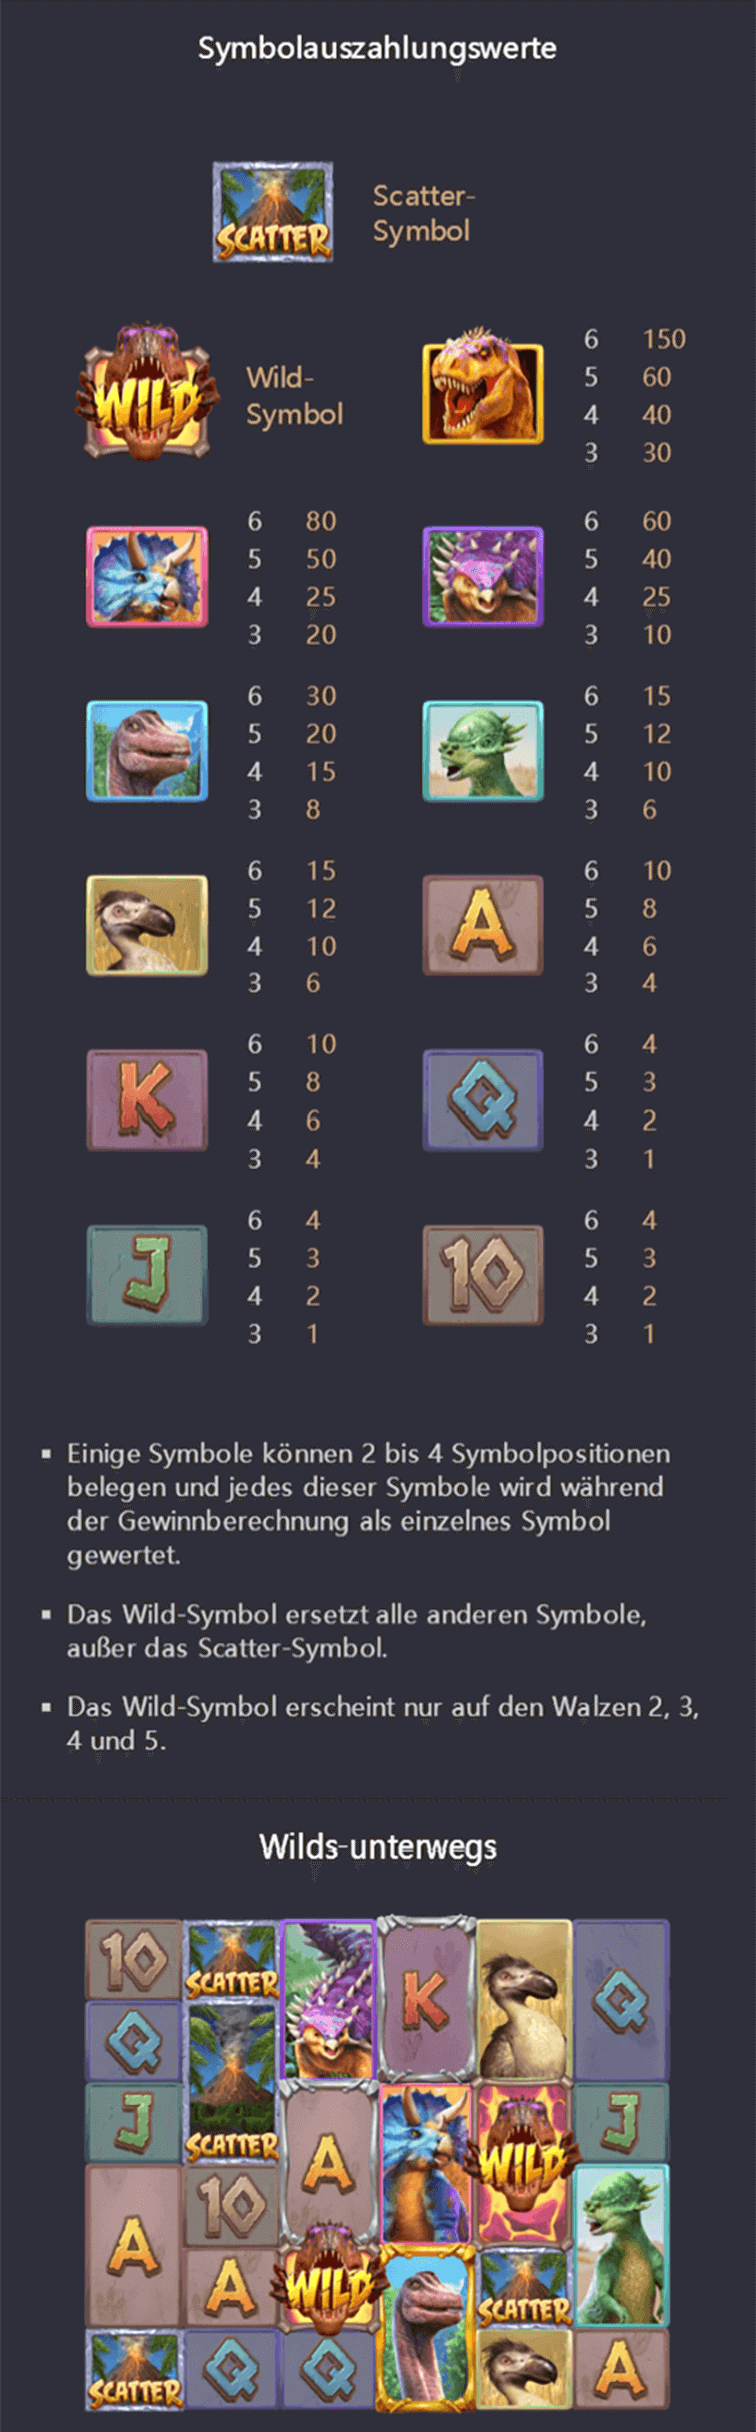 Symbolauszahlungswerte
SCATTER
Scatter-
Symbol
WILD
Wild-
Symbol
6 150
5 60
4 40
3 30
6 80
5 50
4 25
3 20
6 60
5 40
4 25
3 10
6 30
5 20
4 15
3 8
6 15
5 12
4 10
3 6
6 15
5 12
4 10
3 6
A
6 10
5 8
6 4
4 6
3 4
K
6 10
5 8
4 6
3 4
Q
6 4
5 3
4 2
3 1
J
6 4
5 3
4 2
3 1
10
6 4
5 3
4 2
3 1
▪ Einige Symbole können 2 bis 4 Symbolpositionen
belegen und jedes dieser Symbole wird während
der Gewinnberechnung als einzelnes Symbol
gewertet.
▪ Das Wild-Symbol ersetzt alle anderen Symbole,
außer das Scatter-Symbol.
▪ Das Wild-Symbol erscheint nur auf den Walzen 2, 3,
4 und 5.
Wilds-unterwegs
10 SCATTER K Q
Q
J SCATTER A WILD J
A 10
A WILD SCATTER
SCATTER Q Q A